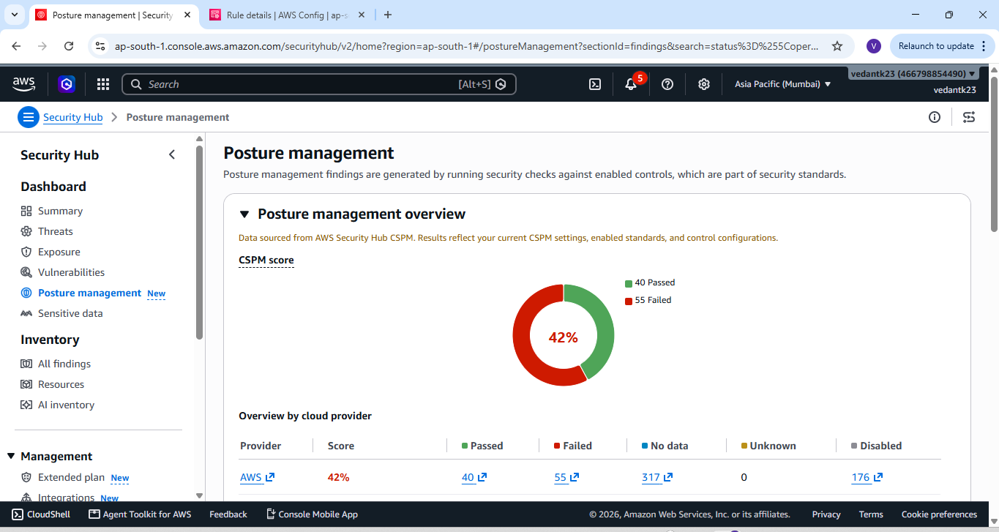 Posture management | Security
Rule details | AWS Config | ap-s
ap-south-1.console.aws.amazon.com/securityhub/v2/home?region=ap-south-1#/postureManagement?sectionId=findings&search=status%3D%255Coper...
V
Relaunch to update
aws
Search
[Alt+S]
5
Asia Pacific (Mumbai)
vedantk23 (466798854490)
vedantk23
Security Hub
Posture management
Security Hub
Dashboard
Summary
Threats
Exposure
Vulnerabilities
Posture management New
Sensitive data
Inventory
All findings
Resources
AI inventory
Management
Extended plan New
Integrations New
Posture management
Posture management findings are generated by running security checks against enabled controls, which are part of security standards.
Posture management overview
Data sourced from AWS Security Hub CSPM. Results reflect your current CSPM settings, enabled standards, and control configurations.
CSPM score
42%
40 Passed
55 Failed
Overview by cloud provider
Provider Score Passed Failed No data Unknown Disabled
AWS 42% 40 55 317 0 176
CloudShell Agent Toolkit for AWS Feedback Console Mobile App © 2026, Amazon Web Services, Inc. or its affiliates. Privacy Terms Cookie preferences